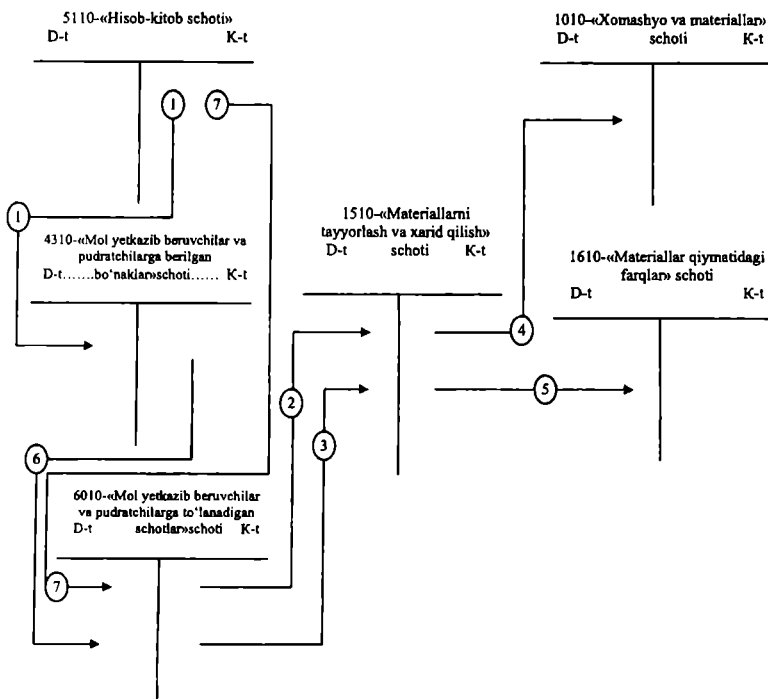 5110-«Hisob-kitob schoti»
D-t K-t
1010-«Xomashyo va materiallar»
D-t schoti K-t
1 7
1
4310-«Mol yetkazib beruvchilar va
pudratchilarga berilgan
D-t.......bo‘naklar»schoti...... K-t
1510-«Materiallarni
tayyorlash va xarid qilish»
D-t schoti K-t
1610-«Materiallar qiymatidagi
farqlar» schoti
D-t K-t
4
5
2
3
6
6010-«Mol yetkazib beruvchilar
va pudratchilarga to‘lanadigan
D-t schotlar»schoti K-t
7